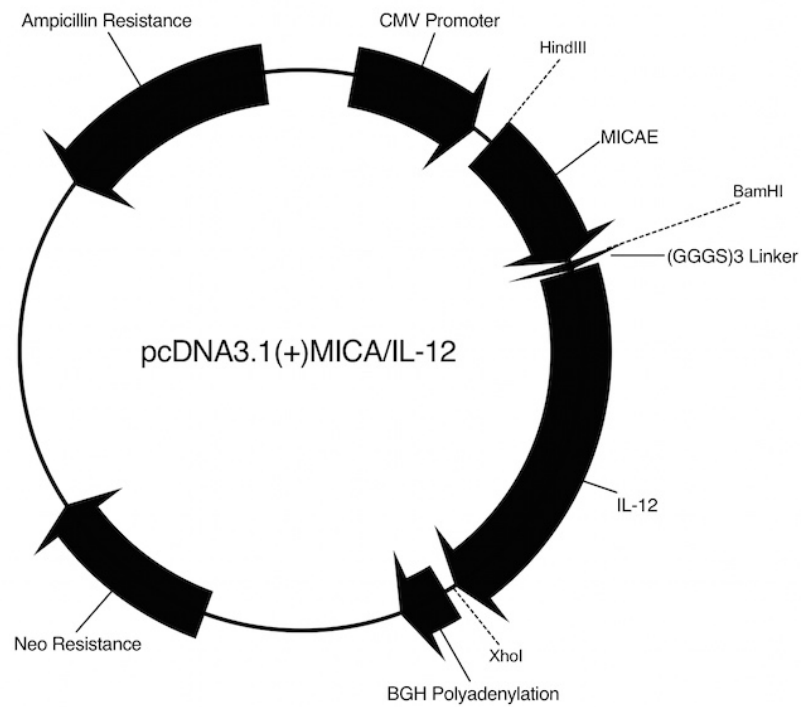 Ampicillin Resistance
CMV Promoter
HindIII
MICAE
BamHI
(GGGS)3 Linker
pcDNA3.1(+)MICA/IL-12
IL-12
Neo Resistance
XhoI
BGH Polyadenylation